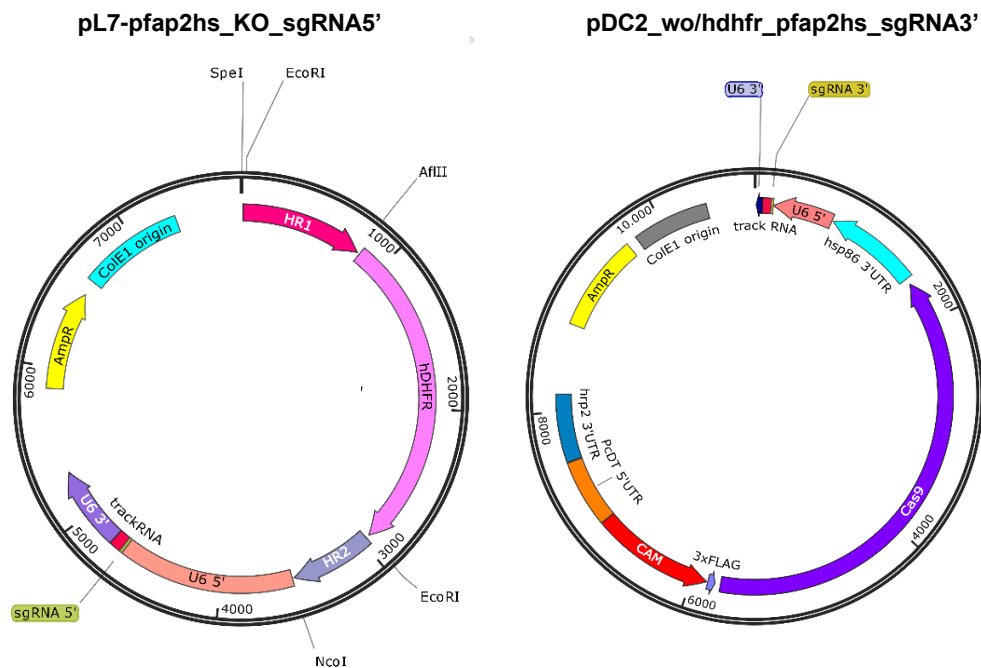 pL7-pfap2hs_KO_sgRNA5’
SpeI
EcoRI
AflII
HR1
1000
hDHFR
2000
3000
EcoRI
HR2
NcoI
4000
U6 5'
sgRNA 5'
trackRNA
U6 3'
5000
6000
AmpR
ColE1 origin
7000
pDC2_wo/hdhfr_pfap2hs_sgRNA3’
U6 3'
sgRNA 3'
track RNA
U6 5'
hsp86 3'UTR
2000
Cas9
4000
3xFLAG
6000
CAM
PcDT 5'UTR
hrp2 3'UTR
8000
AmpR
ColE1 origin
10,000